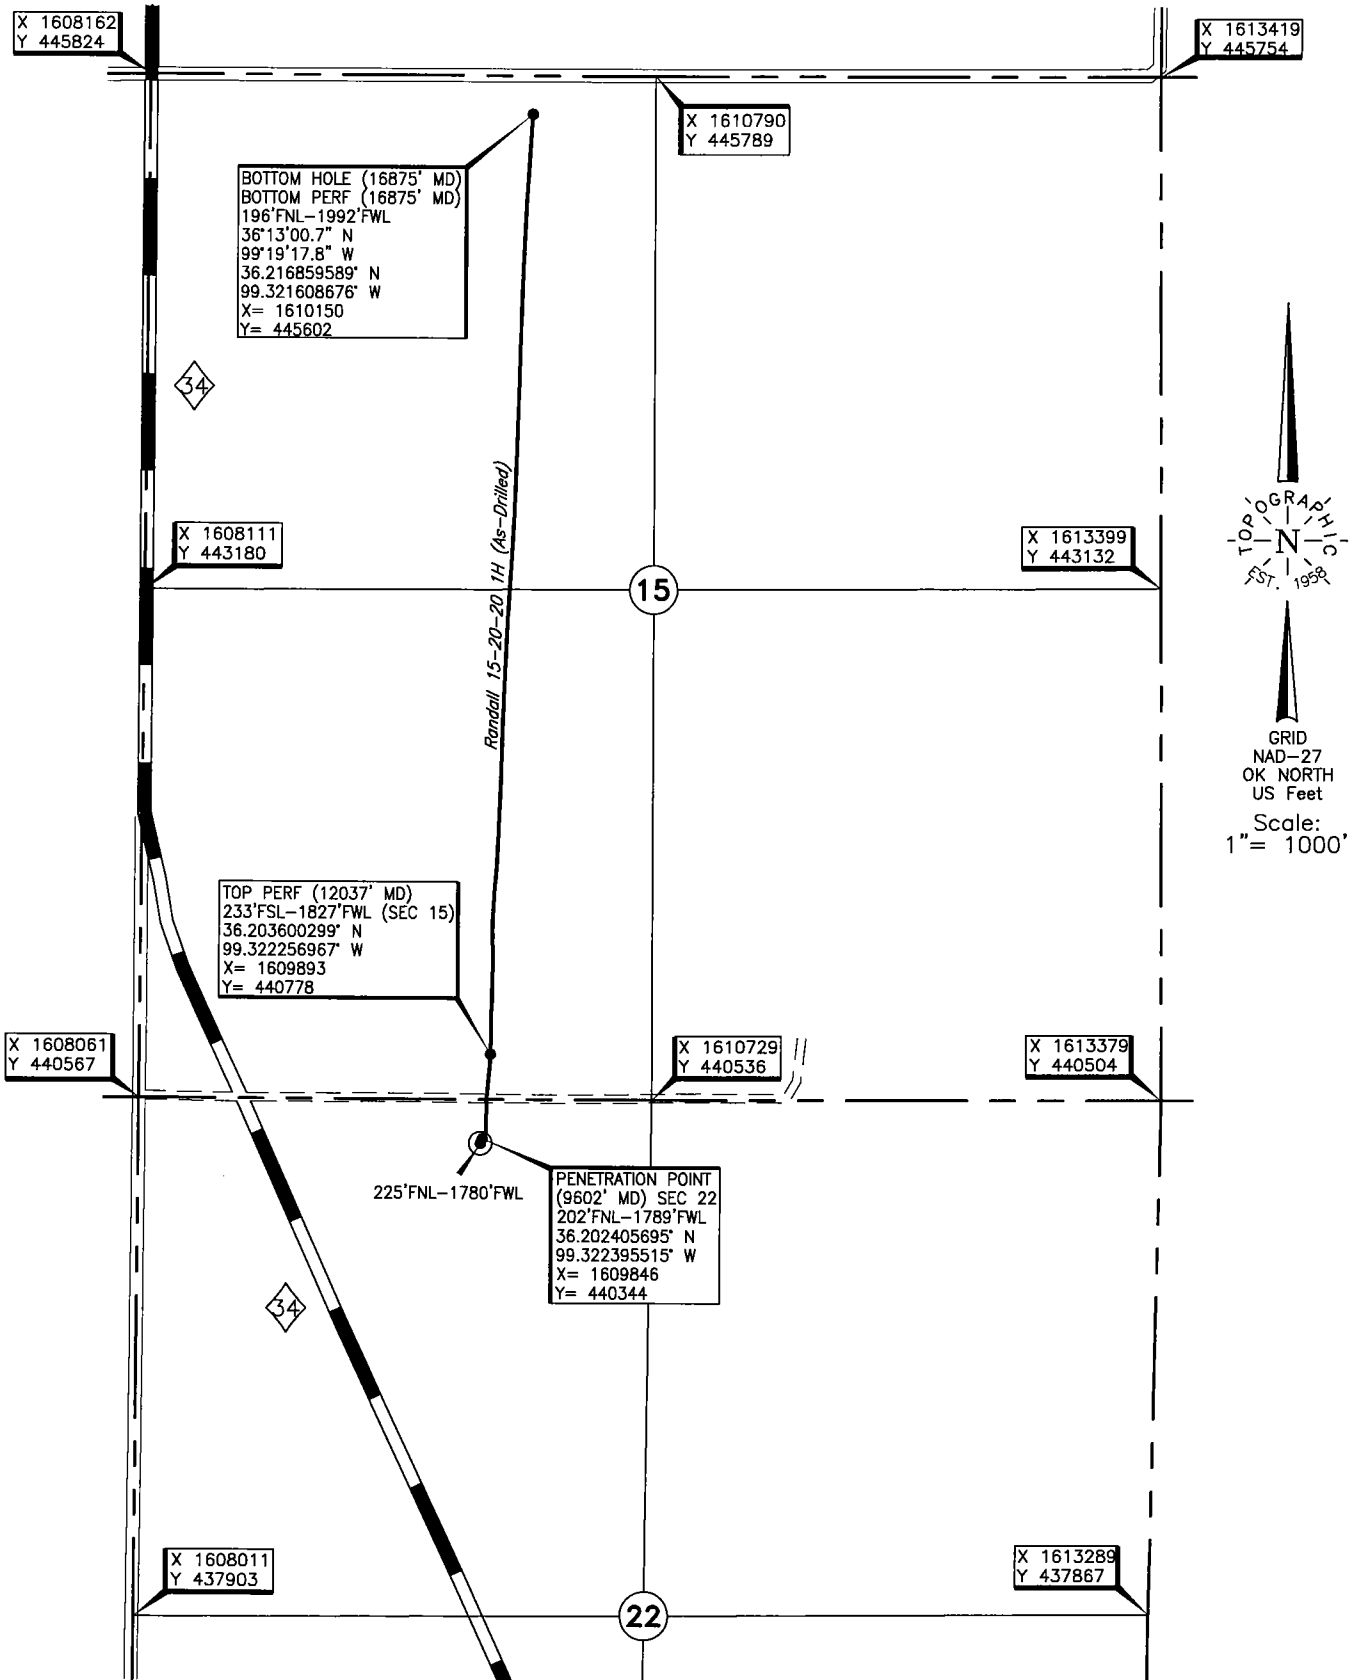 X 1608162
Y 445824
X 1613419
Y 445754
X 1610790
Y 445789
BOTTOM HOLE (16875' MD)
BOTTOM PERF (16875' MD)
196'FNL-1992'FWL
36°13'00.7" N
99°19'17.8" W
36.216859589° N
99.321608676° W
X= 1610150
Y= 445602
34
Randall 15-20-20 1H (As-Drilled)
X 1608111
Y 443180
15
X 1613399
Y 443132
TOPOGRAPHIC
N
EST. 1958
GRID
NAD-27
OK NORTH
US Feet
Scale:
1"= 1000'
TOP PERF (12037' MD)
233'FSL-1827'FWL (SEC 15)
36.203600299° N
99.322256967° W
X= 1609893
Y= 440778
X 1608061
Y 440567
X 1610729
Y 440536
X 1613379
Y 440504
225'FNL-1780'FWL
PENETRATION POINT
(9602' MD) SEC 22
202'FNL-1789'FWL
36.202405695° N
99.322395515° W
X= 1609846
Y= 440344
34
X 1608011
Y 437903
X 1613289
Y 437867
22